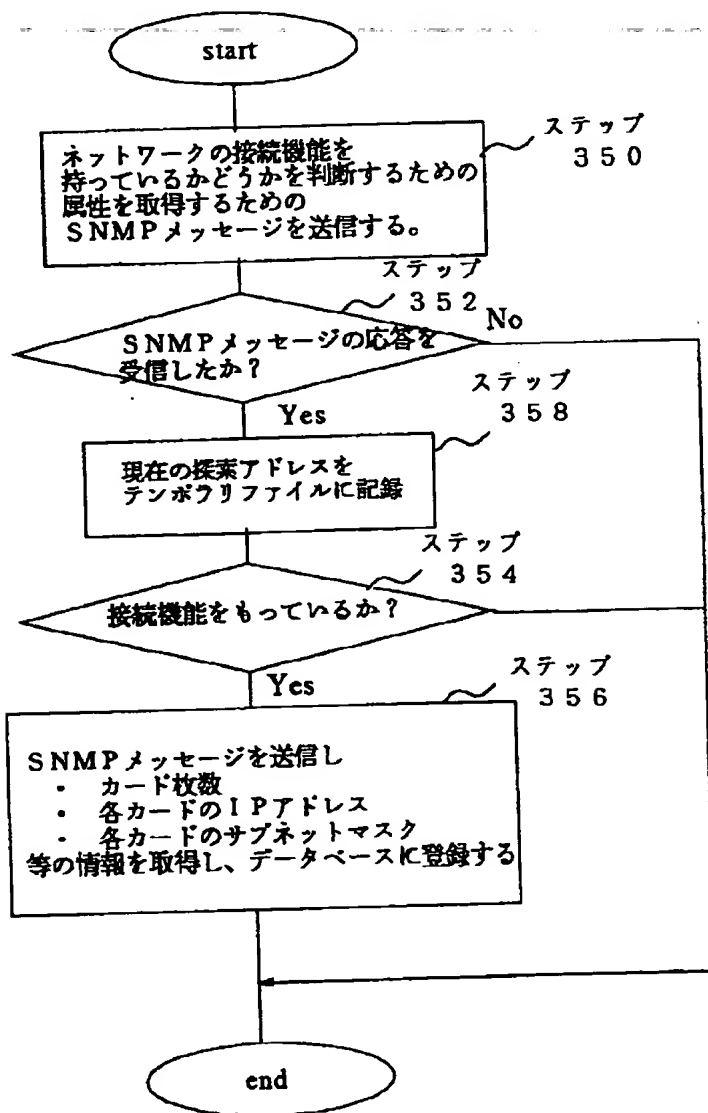 start
ステップ
350
ネットワークの接続機能を
持っているかどうかを判断するための
属性を取得するための
SNMPメッセージを送信する。
ステップ
352
No
SNMPメッセージの応答を
受信したか?
Yes
ステップ
358
現在の探索アドレスを
テンポラリファイルに記録
ステップ
354
接続機能をもっているか?
Yes
ステップ
356
SNMPメッセージを送信し
・ カード枚数
・ 各カードのIPアドレス
・ 各カードのサブネットマスク
等の情報を取得し、データベースに登録する
end